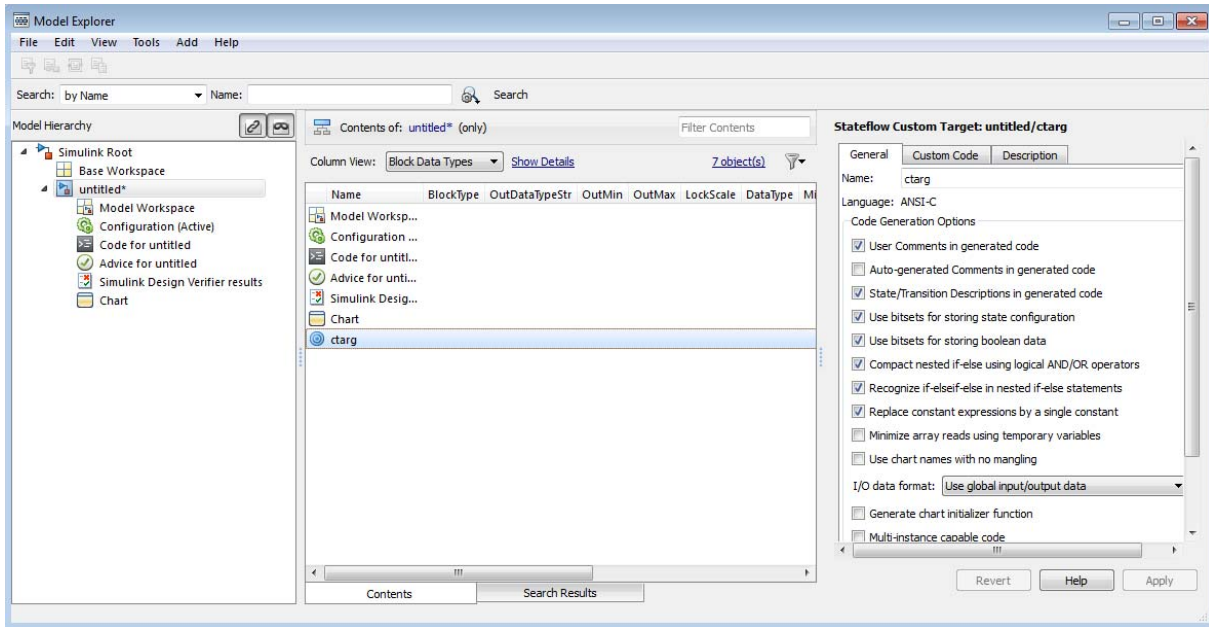 Model Explorer
File Edit View Tools Add Help
Search: by Name Name: Search
Model Hierarchy
Simulink Root
Base Workspace
untitled*
Model Workspace
Configuration (Active)
Code for untitled
Advice for untitled
Simulink Design Verifier results
Chart
Contents of: untitled* (only) Filter Contents
Column View: Block Data Types Show Details 7 object(s)
Name BlockType OutDataTypeStr OutMin OutMax LockScale DataType Mi
Model Worksp...
Configuration ...
Code for untitl...
Advice for unti...
Simulink Desig...
Chart
ctarg
Contents Search Results
Stateflow Custom Target: untitled/ctarg
General Custom Code Description
Name: ctarg
Language: ANSI-C
Code Generation Options
User Comments in generated code
Auto-generated Comments in generated code
State/Transition Descriptions in generated code
Use bitsets for storing state configuration
Use bitsets for storing boolean data
Compact nested if-else using logical AND/OR operators
Recognize if-elseif-else in nested if-else statements
Replace constant expressions by a single constant
Minimize array reads using temporary variables
Use chart names with no mangling
I/O data format: Use global input/output data
Generate chart initializer function
Multi-instance capable code
Revert Help Apply